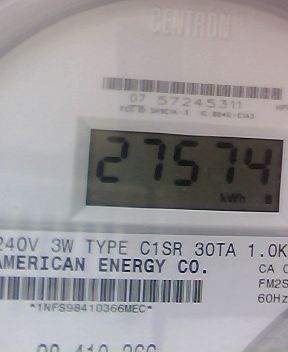 CENTRON®
07 57245311
27574
kWh
240V 3W TYPE C1SR 30TA 1.0K
AMERICAN ENERGY CO.
CA 0
FM2S
*1NFS98410366MEC*
60Hz